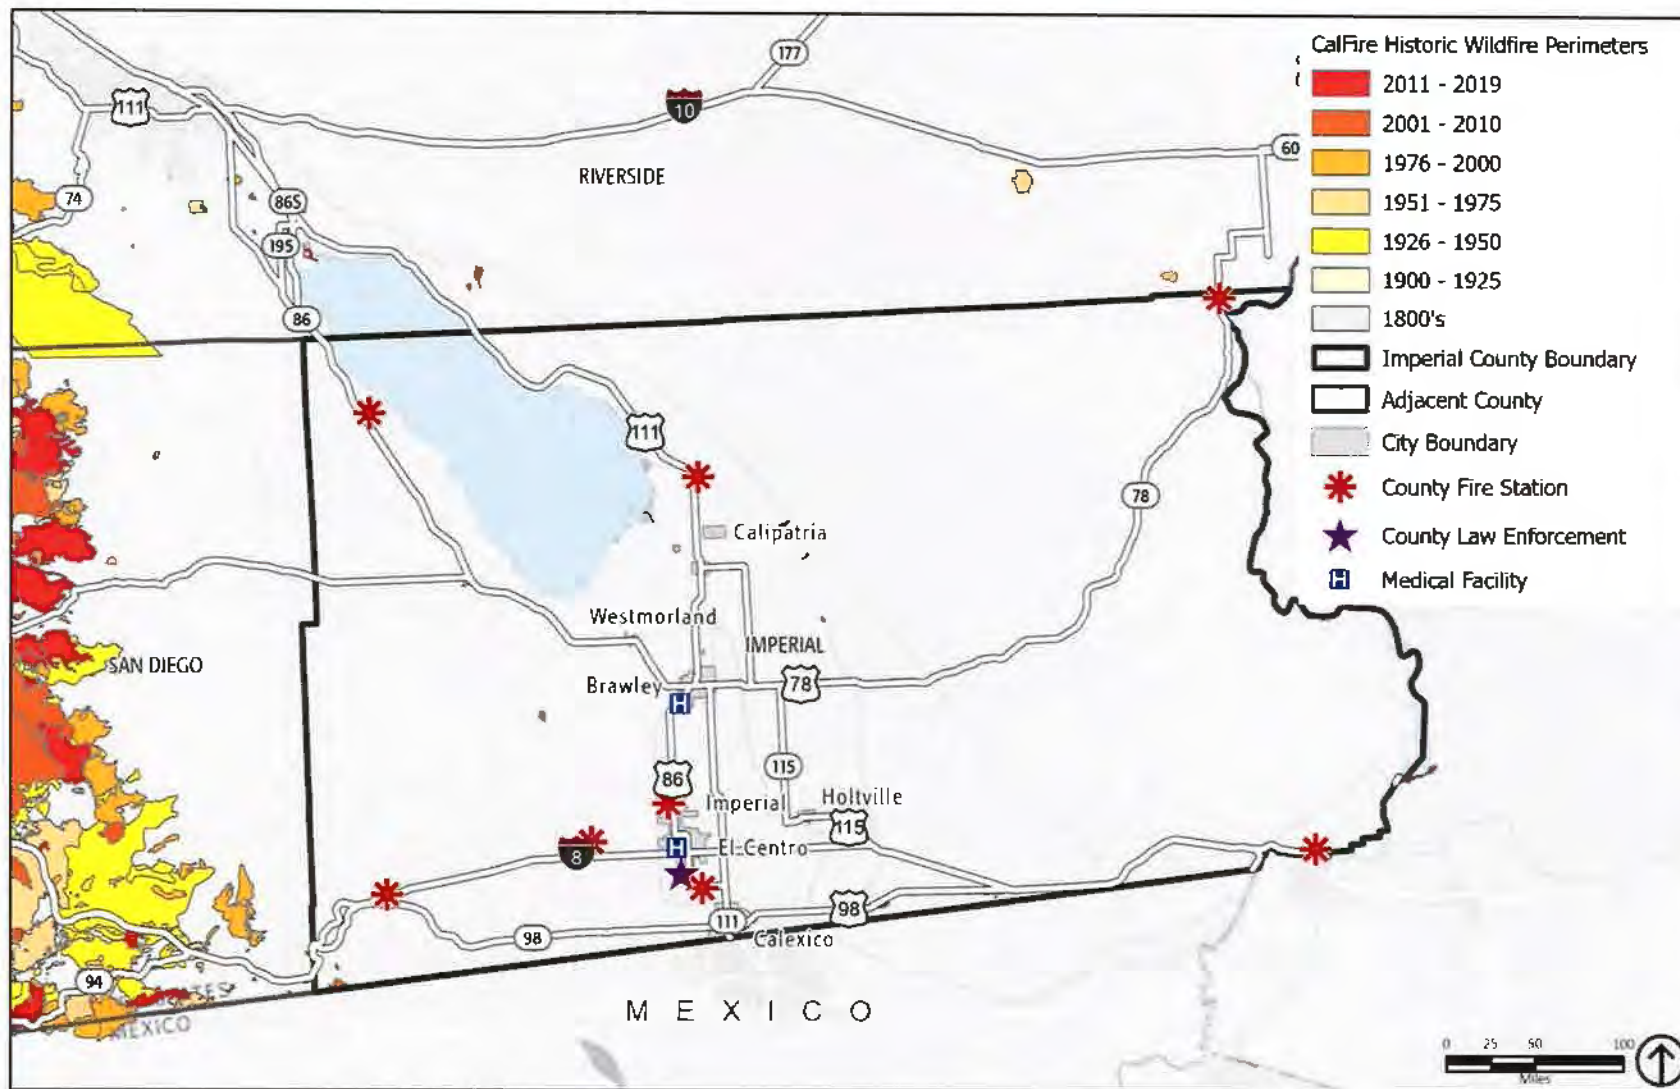 CalFire Historic Wildfire Perimeters
2011 - 2019
2001 - 2010
1976 - 2000
1951 - 1975
1926 - 1950
1900 - 1925
1800's
Imperial County Boundary
Adjacent County
City Boundary
County Fire Station
County Law Enforcement
H Medical Facility
177
111
10
60
RIVERSIDE
74
86S
195
86
111
78
Calipatria
Westmorland
IMPERIAL
SAN DIEGO
Brawley
78
H
86
115
Imperial
Holtville
115
8
H
El Centro
98
111
98
Calexico
94
MEXICO
MEXICO
0 25 50 100
Miles